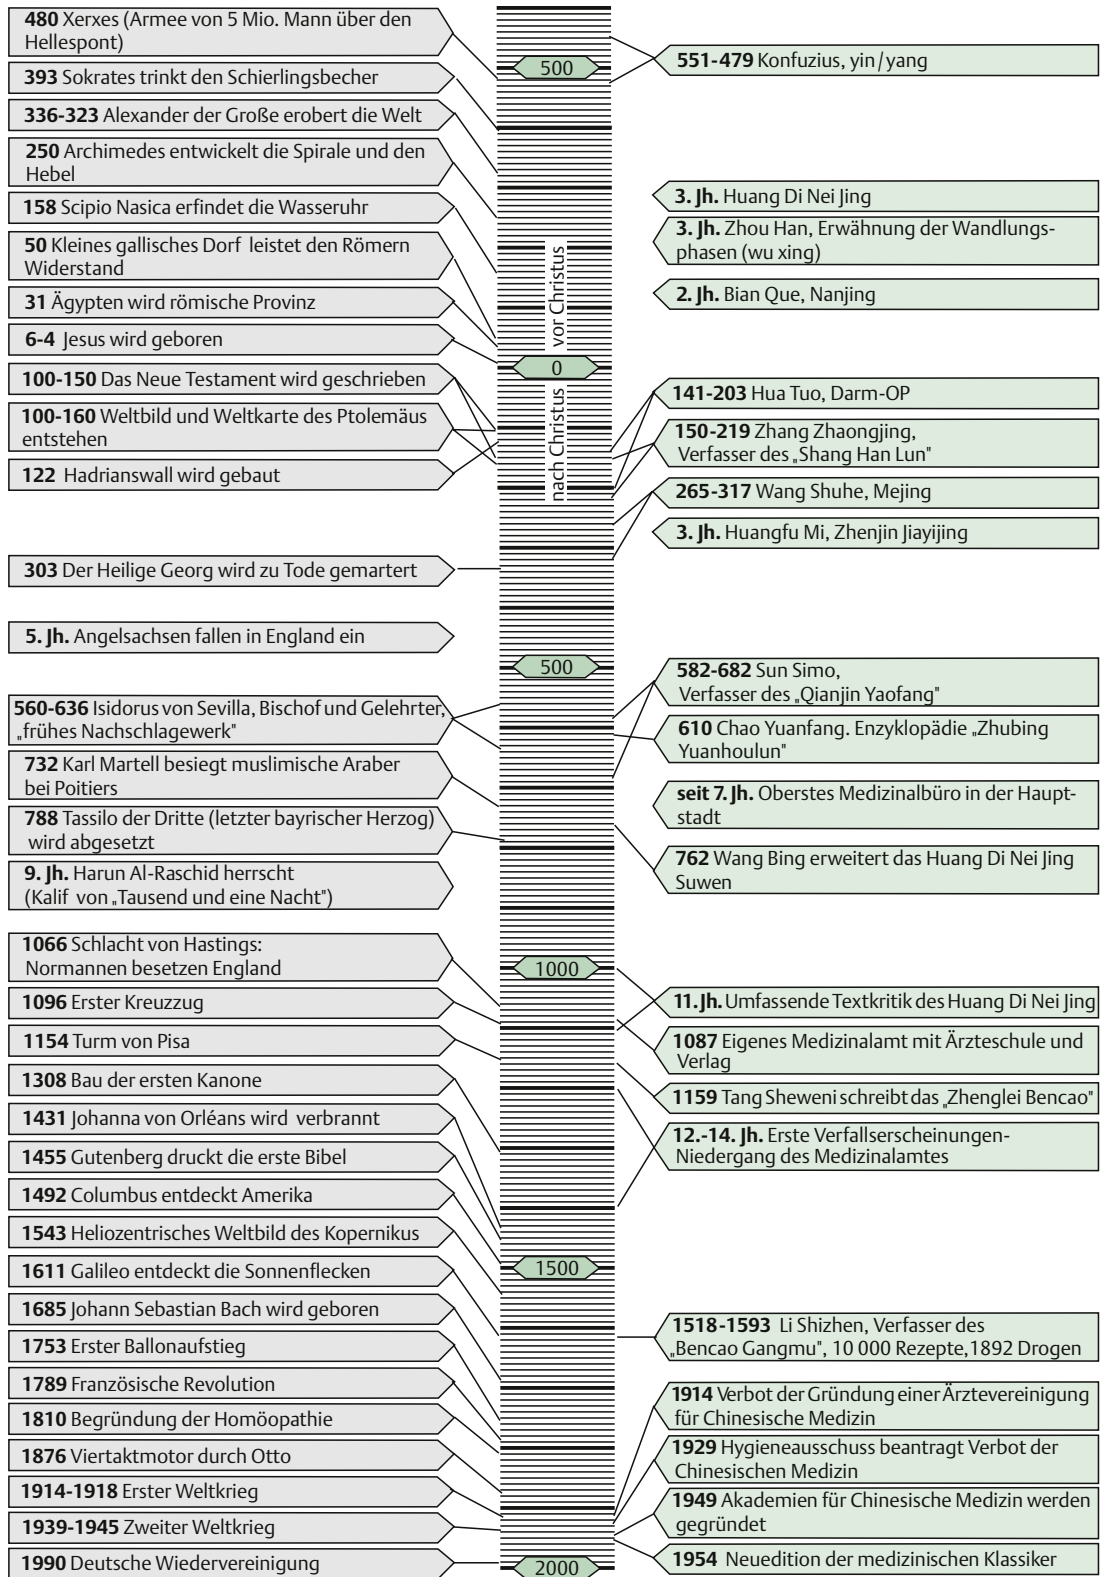 480 Xerxes (Armee von 5 Mio. Mann über den
Hellespont)
393 Sokrates trinkt den Schierlingsbecher
336-323 Alexander der Große erobert die Welt
250 Archimedes entwickelt die Spirale und den
Hebel
158 Scipio Nasica erfindet die Wasseruhr
50 Kleines gallisches Dorf leistet den Römern
Widerstand
31 Ägypten wird römische Provinz
6-4 Jesus wird geboren
100-150 Das Neue Testament wird geschrieben
100-160 Weltbild und Weltkarte des Ptolemäus
entstehen
122 Hadrianswall wird gebaut
303 Der Heilige Georg wird zu Tode gemartert
5. Jh. Angelsachsen fallen in England ein
560-636 Isidorus von Sevilla, Bischof und Gelehrter,
„frühes Nachschlagewerk"
732 Karl Martell besiegt muslimische Araber
bei Poitiers
788 Tassilo der Dritte (letzter bayrischer Herzog)
wird abgesetzt
9. Jh. Harun Al-Raschid herrscht
(Kalif von „Tausend und eine Nacht")
1066 Schlacht von Hastings:
Normannen besetzen England
1096 Erster Kreuzzug
1154 Turm von Pisa
1308 Bau der ersten Kanone
1431 Johanna von Orléans wird verbrannt
1455 Gutenberg druckt die erste Bibel
1492 Columbus entdeckt Amerika
1543 Heliozentrisches Weltbild des Kopernikus
1611 Galileo entdeckt die Sonnenflecken
1685 Johann Sebastian Bach wird geboren
1753 Erster Ballonaufstieg
1789 Französische Revolution
1810 Begründung der Homöopathie
1876 Viertaktmotor durch Otto
1914-1918 Erster Weltkrieg
1939-1945 Zweiter Weltkrieg
1990 Deutsche Wiedervereinigung
500
vor Christus
0
nach Christus
500
1000
1500
2000
551-479 Konfuzius, yin/yang
3. Jh. Huang Di Nei Jing
3. Jh. Zhou Han, Erwähnung der Wandlungs-
phasen (wu xing)
2. Jh. Bian Que, Nanjing
141-203 Hua Tuo, Darm-OP
150-219 Zhang Zhaongjing,
Verfasser des „Shang Han Lun"
265-317 Wang Shuhe, Mejing
3. Jh. Huangfu Mi, Zhenjin Jiayijing
582-682 Sun Simo,
Verfasser des „Qianjin Yaofang"
610 Chao Yuanfang. Enzyklopädie „Zhubing
Yuanhoulun"
seit 7. Jh. Oberstes Medizinalbüro in der Haupt-
stadt
762 Wang Bing erweitert das Huang Di Nei Jing
Suwen
11. Jh. Umfassende Textkritik des Huang Di Nei Jing
1087 Eigenes Medizinalamt mit Ärzteschule und
Verlag
1159 Tang Sheweni schreibt das „Zhenglei Bencao"
12.-14. Jh. Erste Verfallserscheinungen-
Niedergang des Medizinalamtes
1518-1593 Li Shizhen, Verfasser des
„Bencao Gangmu", 10 000 Rezepte, 1892 Drogen
1914 Verbot der Gründung einer Ärztevereinigung
für Chinesische Medizin
1929 Hygieneausschuss beantragt Verbot der
Chinesischen Medizin
1949 Akademien für Chinesische Medizin werden
gegründet
1954 Neuedition der medizinischen Klassiker